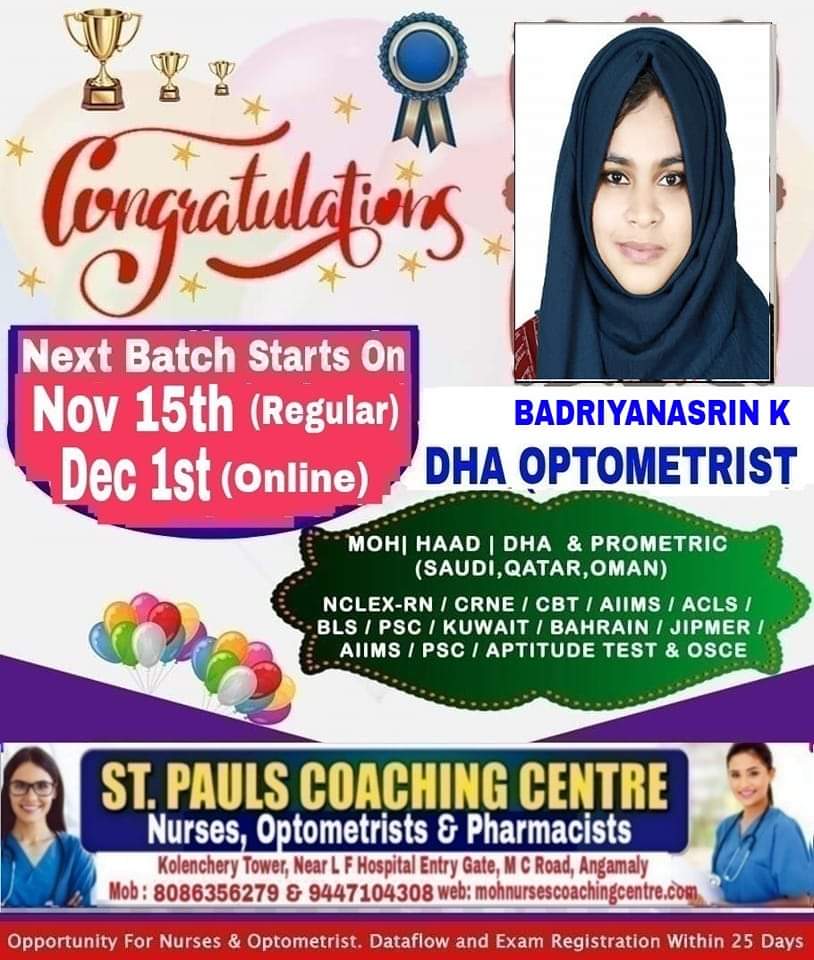 Congratulations
Next Batch Starts On
Nov 15th (Regular)
Dec 1st (Online)
BADRIYANASRIN K
DHA OPTOMETRIST
MOH| HAAD | DHA & PROMETRIC
(SAUDI,QATAR,OMAN)
NCLEX-RN / CRNE / CBT / AIIMS / ACLS /
BLS / PSC / KUWAIT / BAHRAIN / JIPMER /
AIIMS / PSC / APTITUDE TEST & OSCE
ST. PAULS COACHING CENTRE
Nurses, Optometrists & Pharmacists
Kolenchery Tower, Near L F Hospital Entry Gate, M C Road, Angamaly
Mob : 8086356279 & 9447104308 web: mohnursescoachingcentre.com
Opportunity For Nurses & Optometrist. Dataflow and Exam Registration Within 25 Days